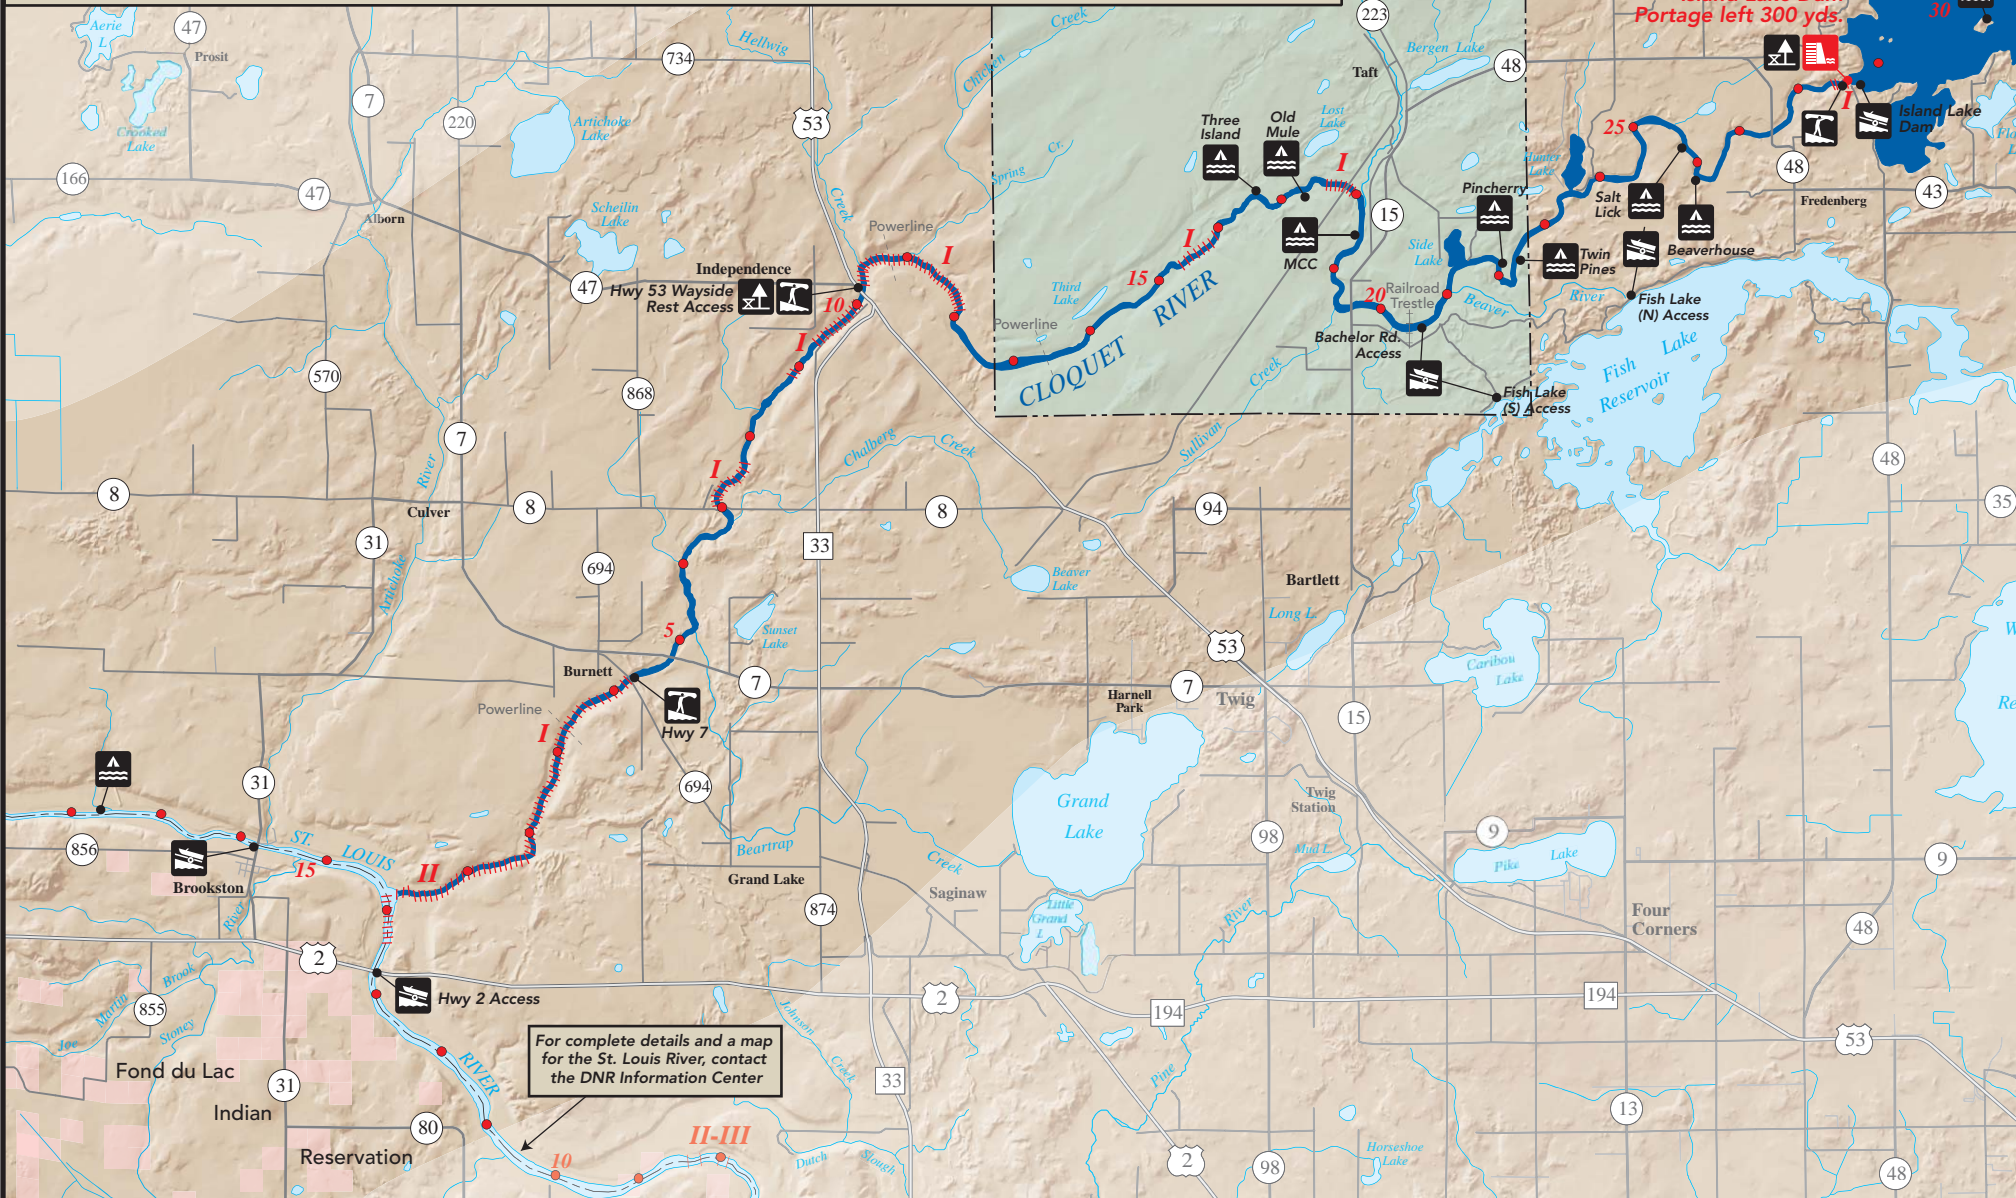 Island Lake Dam
Portage left 300 yds.
30
Aerie
L
47
Prosit
Hellwig
734
Creek
223
Bergen Lake
48
Taft
Crooked
Lake
7
220
53
Artichoke
Lake
Chicken
Three
Island
Old
Mule
Lost
Lake
I
25
I
Island Lake
Dam
Hunter
Lake
48
43
Fredenberg
166
47
Alborn
Scheilin
Lake
Creek
Spring
Cr.
Powerline
I
I
15
Pincherry
Salt
Lick
Beaverhouse
MCC
Side
Lake
Twin
Pines
Independence
47
Hwy 53 Wayside
Rest Access
10
I
Third
Lake
15
CLOQUET
RIVER
Powerline
20
Railroad
Trestle
Beaver
River
Fish Lake
(N) Access
Bachelor Rd.
Access
Fish Lake
(S) Access
Fish
Lake
Reservoir
570
868
7
Chalberg
Creek
Sullivan
Creek
48
I
8
River
Culver
8
8
94
35
31
Artichoke
694
33
Beaver
Lake
Bartlett
Long L.
5
Sunset
Lake
53
Caribou
Lake
Burnett
7
Harnell
Park
7
Twig
15
Powerline
I
Hwy 7
31
694
Grand
Lake
Twig
Station
98
9
9
Mud L.
Pike
Lake
856
Brookston
ST.
LOUIS
15
II
Beartrap
Creek
Grand Lake
874
Saginaw
Little
Grand
L
River
Four
Corners
48
River
2
Hwy 2 Access
2
194
194
53
Joe
Martin
Brook
855
Stoney
Johnson
Creek
Fond du Lac
Indian
Reservation
31
80
RIVER
For complete details and a map
for the St. Louis River, contact
the DNR Information Center
33
Pine
13
10
II-III
Dutch
Slough
2
98
Horseshoe
Lake
48